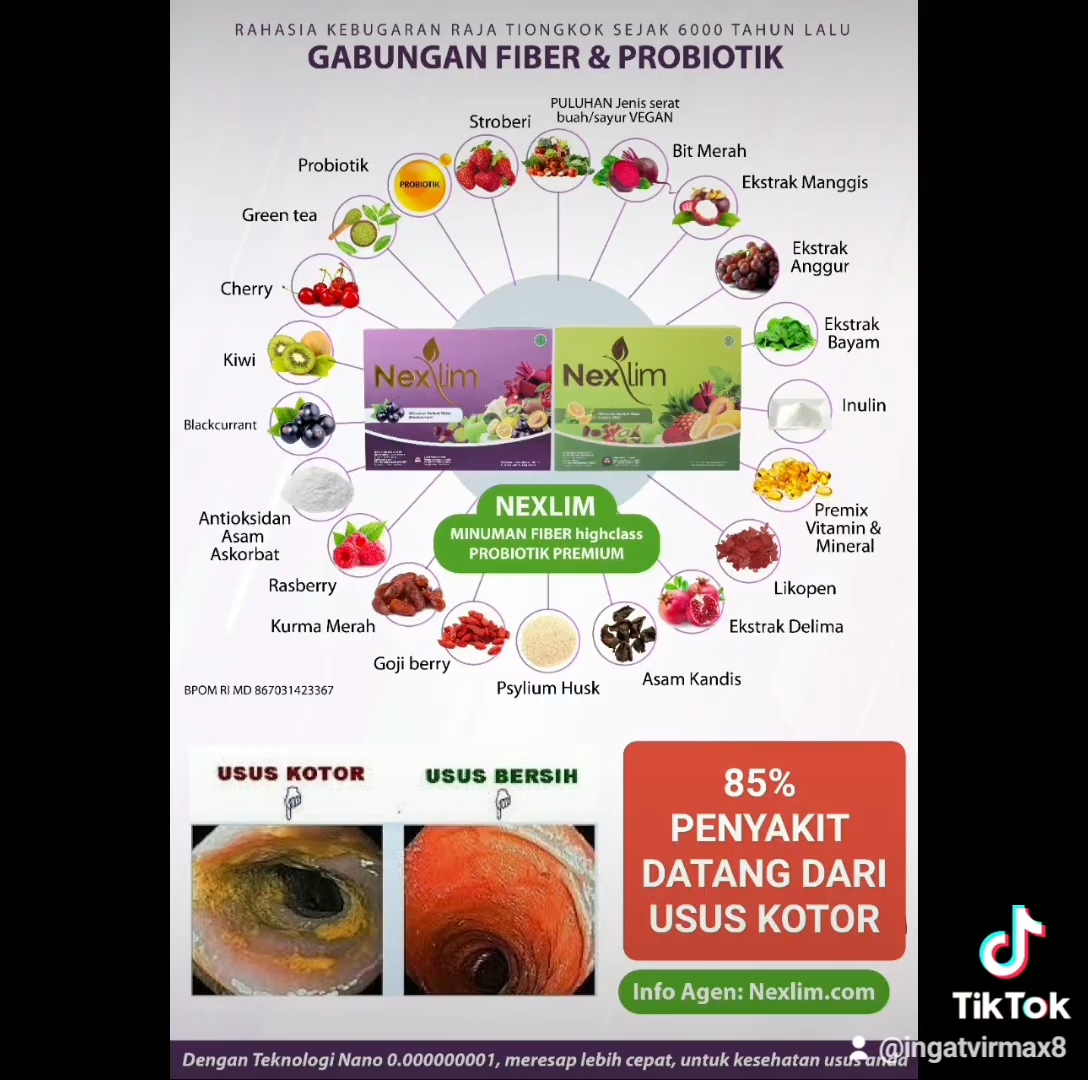 RAHASIA KEBUGARAN RAJA TIONGKOK SEJAK 6000 TAHUN LALU
GABUNGAN FIBER & PROBIOTIK
PULUHAN Jenis serat
buah/sayur VEGAN
Stroberi
Bit Merah
Probiotik
PROBIOTIK
Ekstrak Manggis
Green tea
Ekstrak
Anggur
Cherry
Ekstrak
Bayam
Kiwi
Nexlim
Nexlim
Inulin
Blackcurrant
Premix
Vitamin &
Mineral
Antioksidan
Asam
Askorbat
NEXLIM
MINUMAN FIBER highclass
PROBIOTIK PREMIUM
Likopen
Rasberry
Ekstrak Delima
Kurma Merah
Goji berry
Asam Kandis
Psylium Husk
BPOM RI MD 867031423367
USUS KOTOR
USUS BERSIH
85%
PENYAKIT
DATANG DARI
USUS KOTOR
Info Agen: Nexlim.com
TikTok
@ingatvirmax8
Dengan Teknologi Nano 0.000000001, meresap lebih cepat, untuk kesehatan usus anda